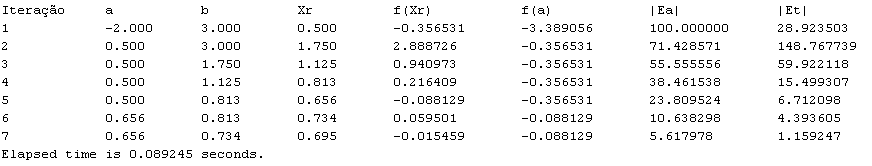 Iteração a b Xr f(Xr) f(a) |Ea| |Et|
1 -2.000 3.000 0.500 -0.356531 -3.389056 100.000000 28.923503
2 0.500 3.000 1.750 2.888726 -0.356531 71.428571 148.767739
3 0.500 1.750 1.125 0.940973 -0.356531 55.555556 59.922118
4 0.500 1.125 0.813 0.216409 -0.356531 38.461538 15.499307
5 0.500 0.813 0.656 -0.088129 -0.356531 23.809524 6.712098
6 0.656 0.813 0.734 0.059501 -0.088129 10.638298 4.393605
7 0.656 0.734 0.695 -0.015459 -0.088129 5.617978 1.159247
Elapsed time is 0.089245 seconds.